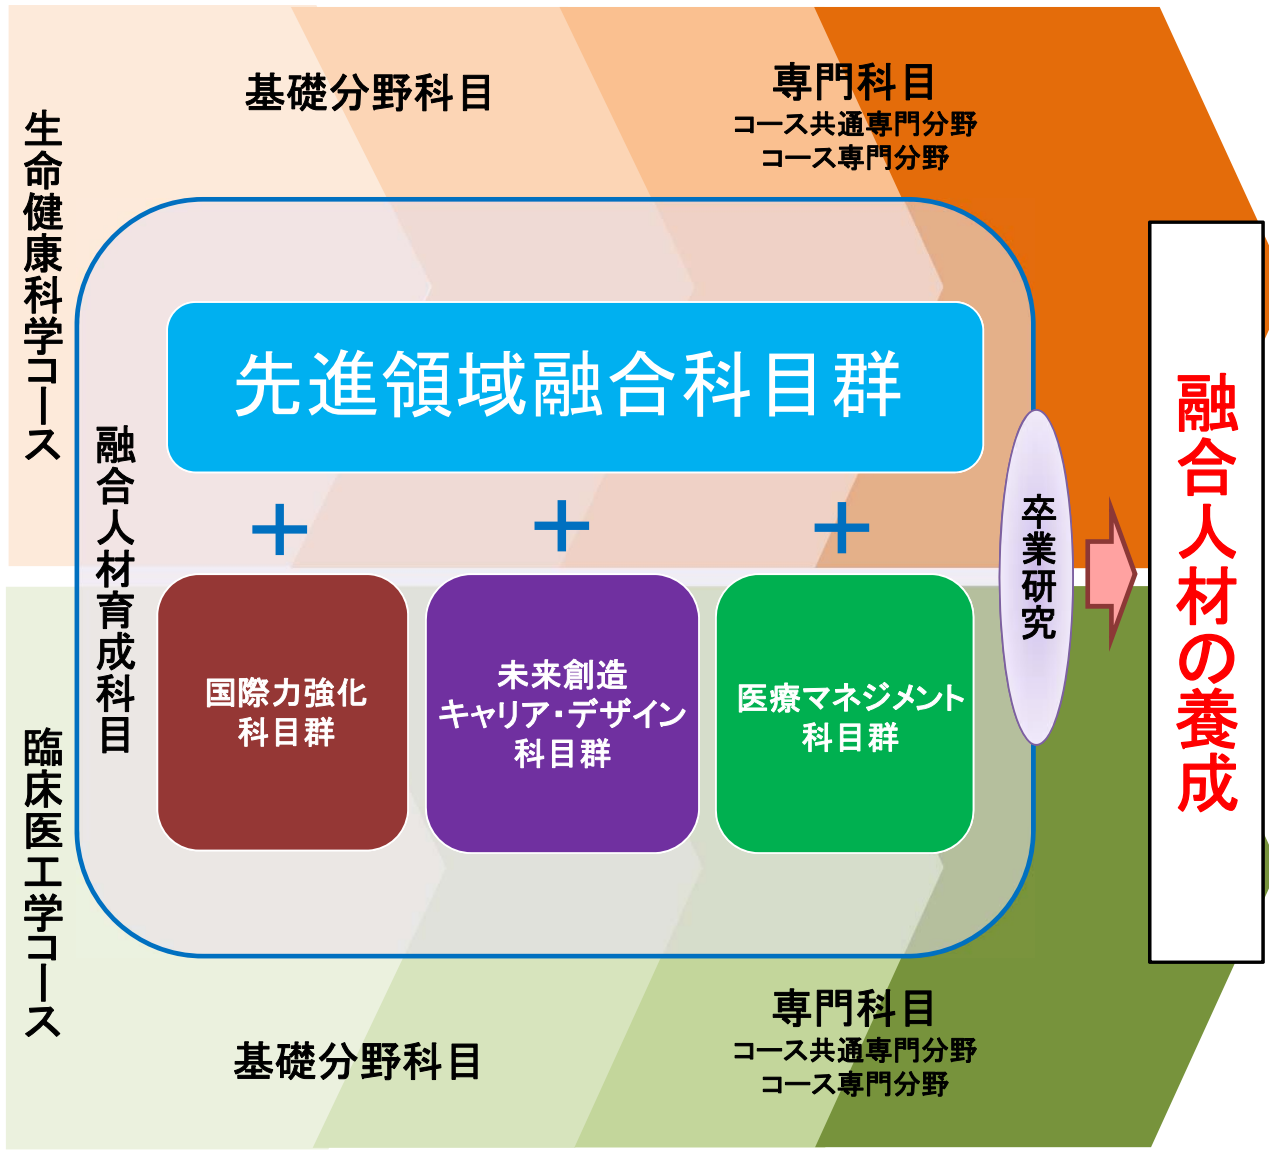 生命健康科学コース
基礎分野科目
専門科目
コース共通専門分野
コース専門分野
融合人材育成科目
先進領域融合科目群
＋
＋
＋
国際力強化
科目群
未来創造
キャリア・デザイン
科目群
医療マネジメント
科目群
卒業研究
融合人材の養成
臨床医工学コース
基礎分野科目
専門科目
コース共通専門分野
コース専門分野